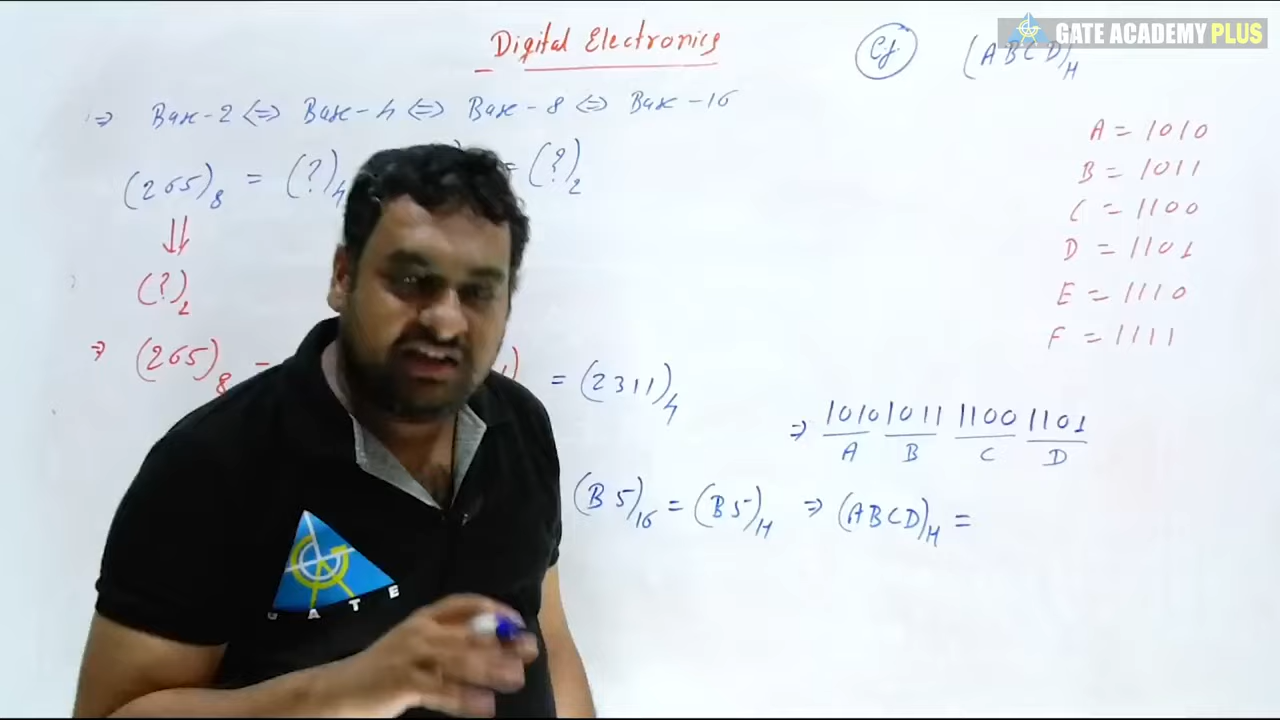 GATE ACADEMY PLUS
Digital Electronics
Eg (ABCD)H
⇒ Base-2 ⇔ Base-4 ⇔ Base-8 ⇔ Base-16
(265)8 = (?)4 = (?)2
(?)2
⇒ (265)8 = ) = (2311)4
(B5)16 = (B5)H ⇒ (ABCD)H =
A = 1010
B = 1011
C = 1100
D = 1101
E = 1110
F = 1111
⇒ 1010 1011 1100 1101
A B C D
GATE